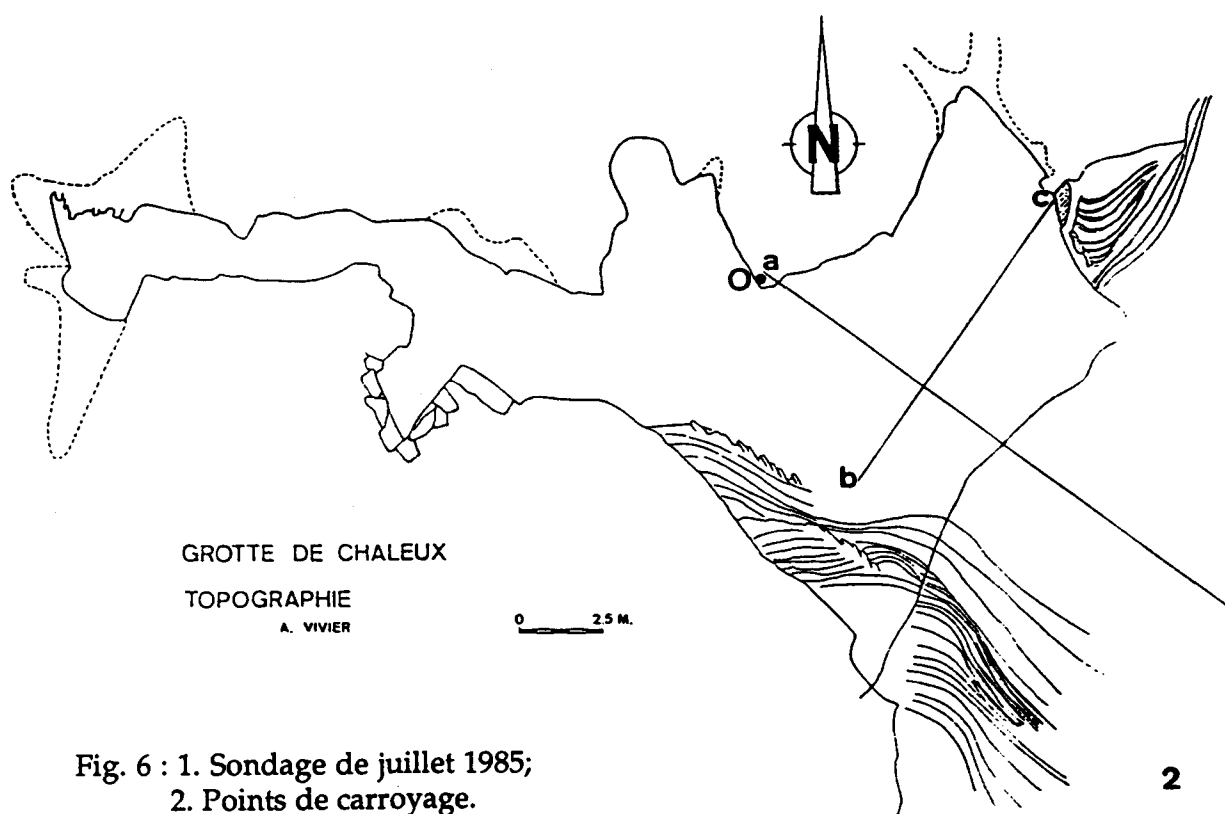 N
c
O a
b
GROTTE DE CHALEUX
TOPOGRAPHIE
A. VIVIER
0 2.5 M.
Fig. 6 : 1. Sondage de juillet 1985;
2. Points de carroyage.
2